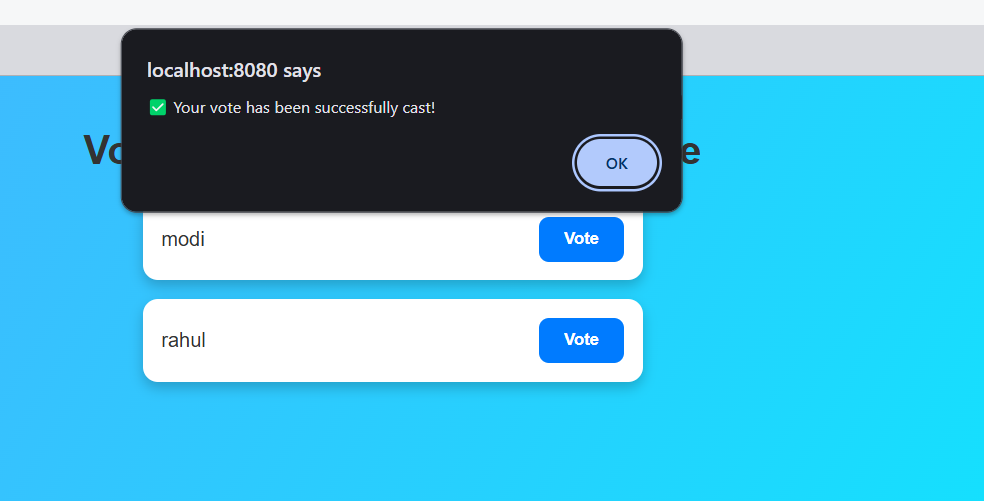 localhost:8080 says
✅ Your vote has been successfully cast!
OK
modi
Vote
rahul
Vote